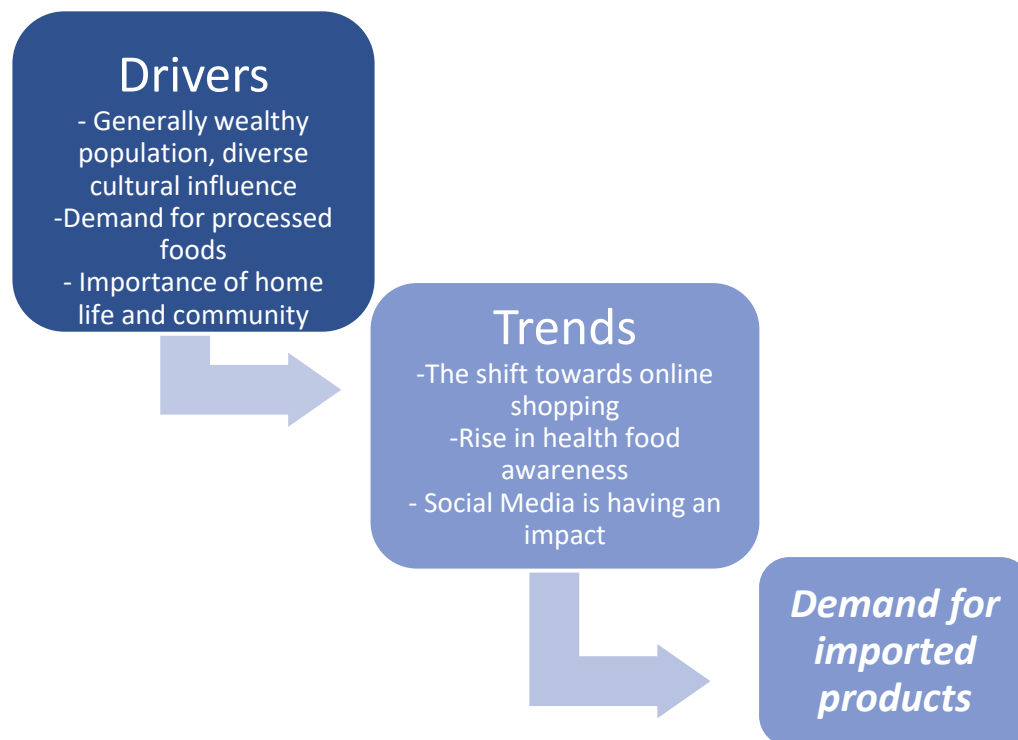 Drivers
- Generally wealthy
population, diverse
cultural influence
-Demand for processed
foods
- Importance of home
life and community
Trends
-The shift towards online
shopping
-Rise in health food
awareness
- Social Media is having an
impact
Demand for
imported
products